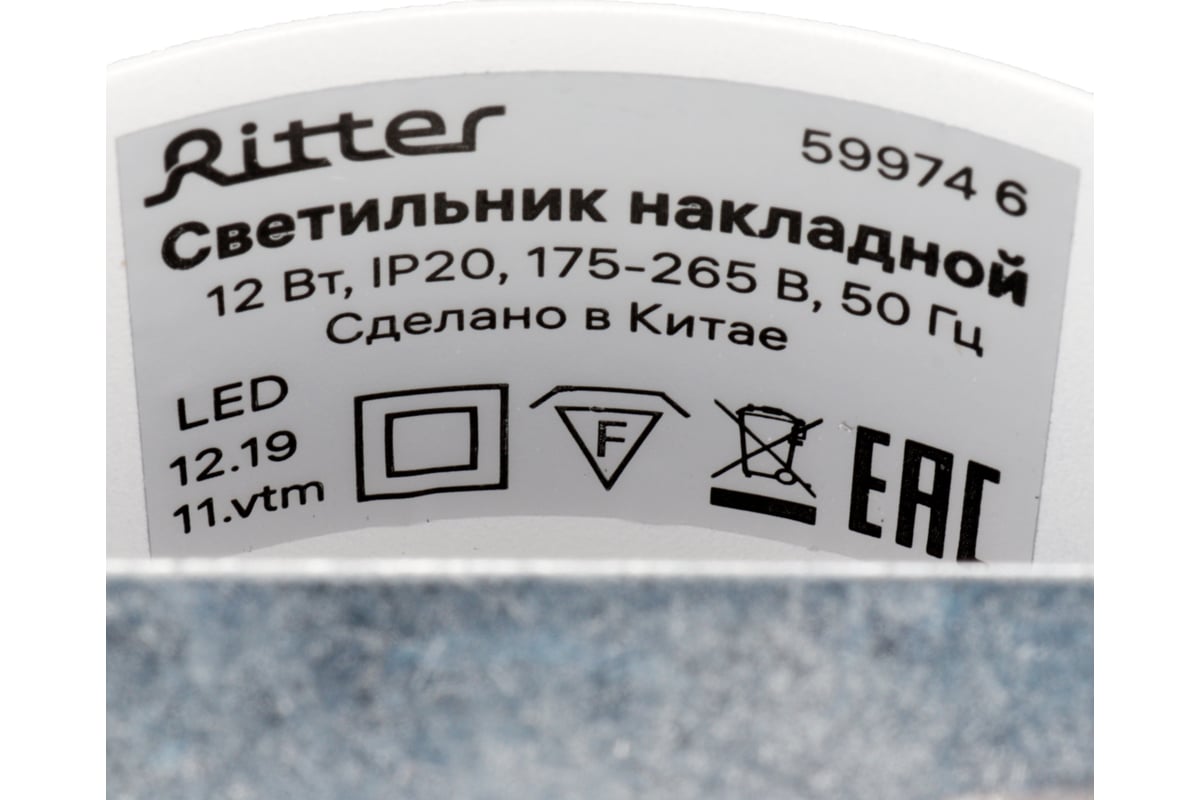 Ritter
59974 6
Светильник накладной
12 Вт, IP20, 175-265 В, 50 Гц
Сделано в Китае
LED
12.19
11.vtm
F
EAC